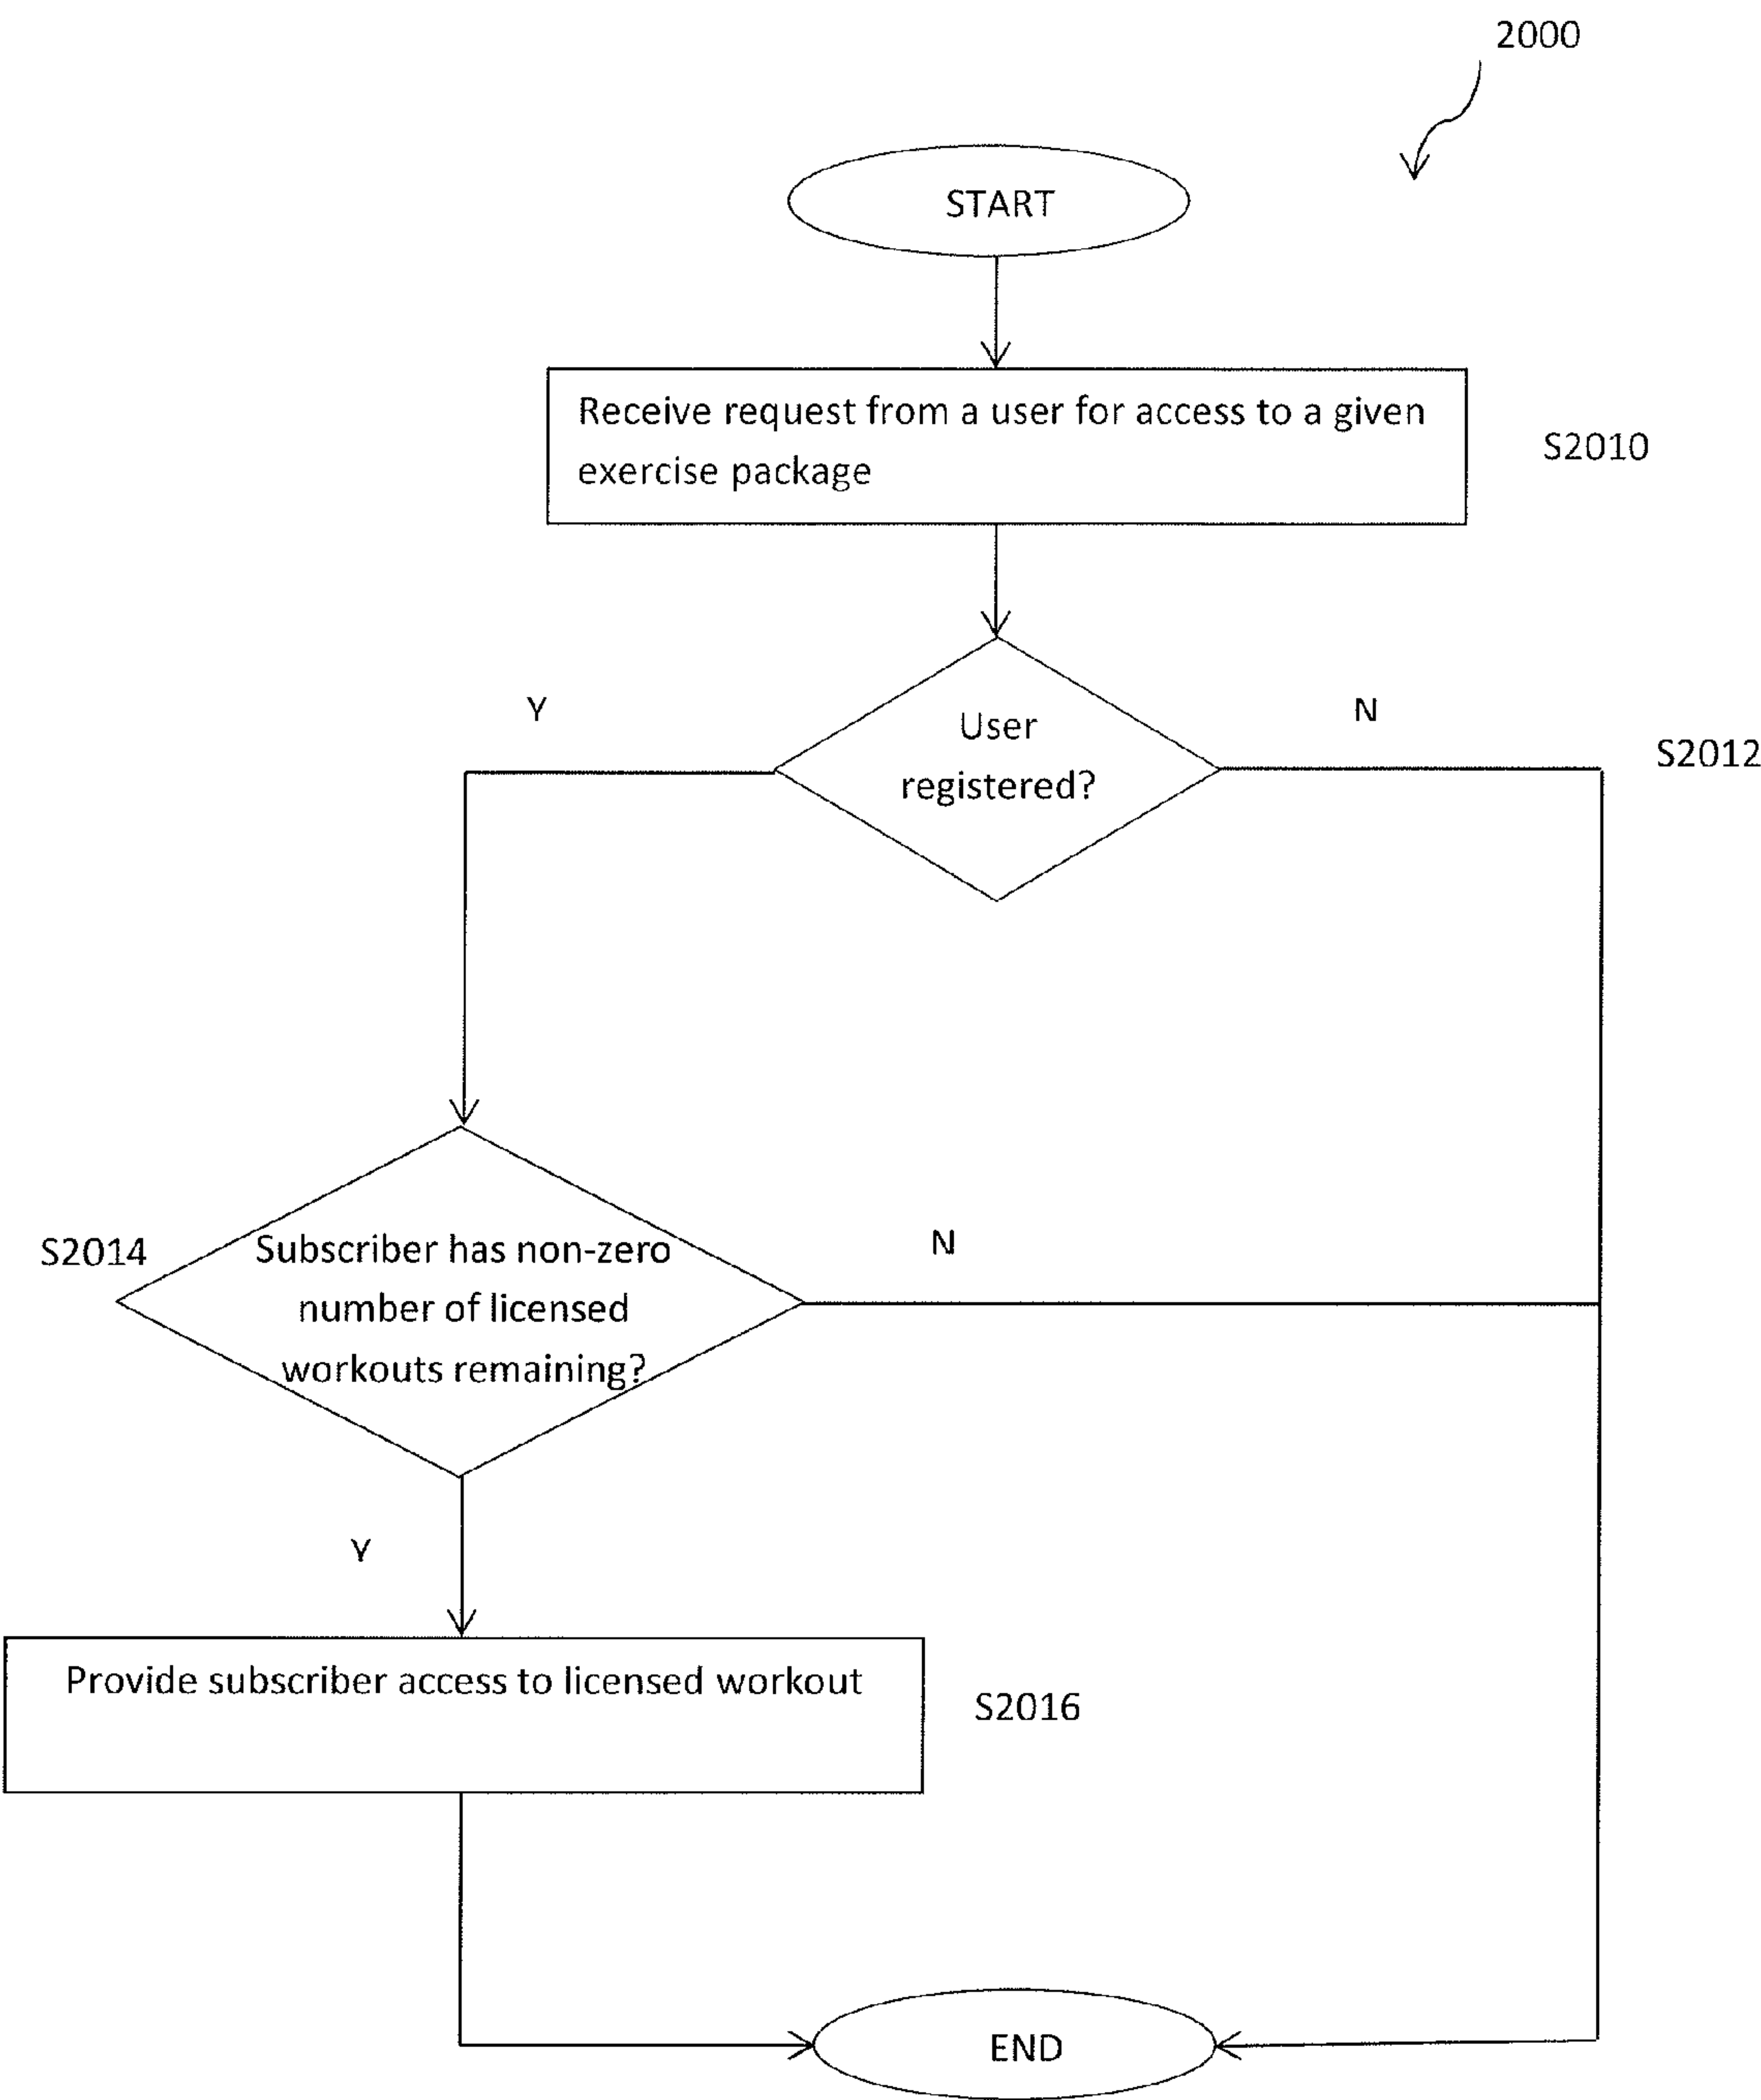 2000
START
Receive request from a user for access to a given
exercise package
S2010
Y
N
User
registered?
S2012
S2014
Subscriber has non-zero
number of licensed
workouts remaining?
N
Y
Provide subscriber access to licensed workout
S2016
END